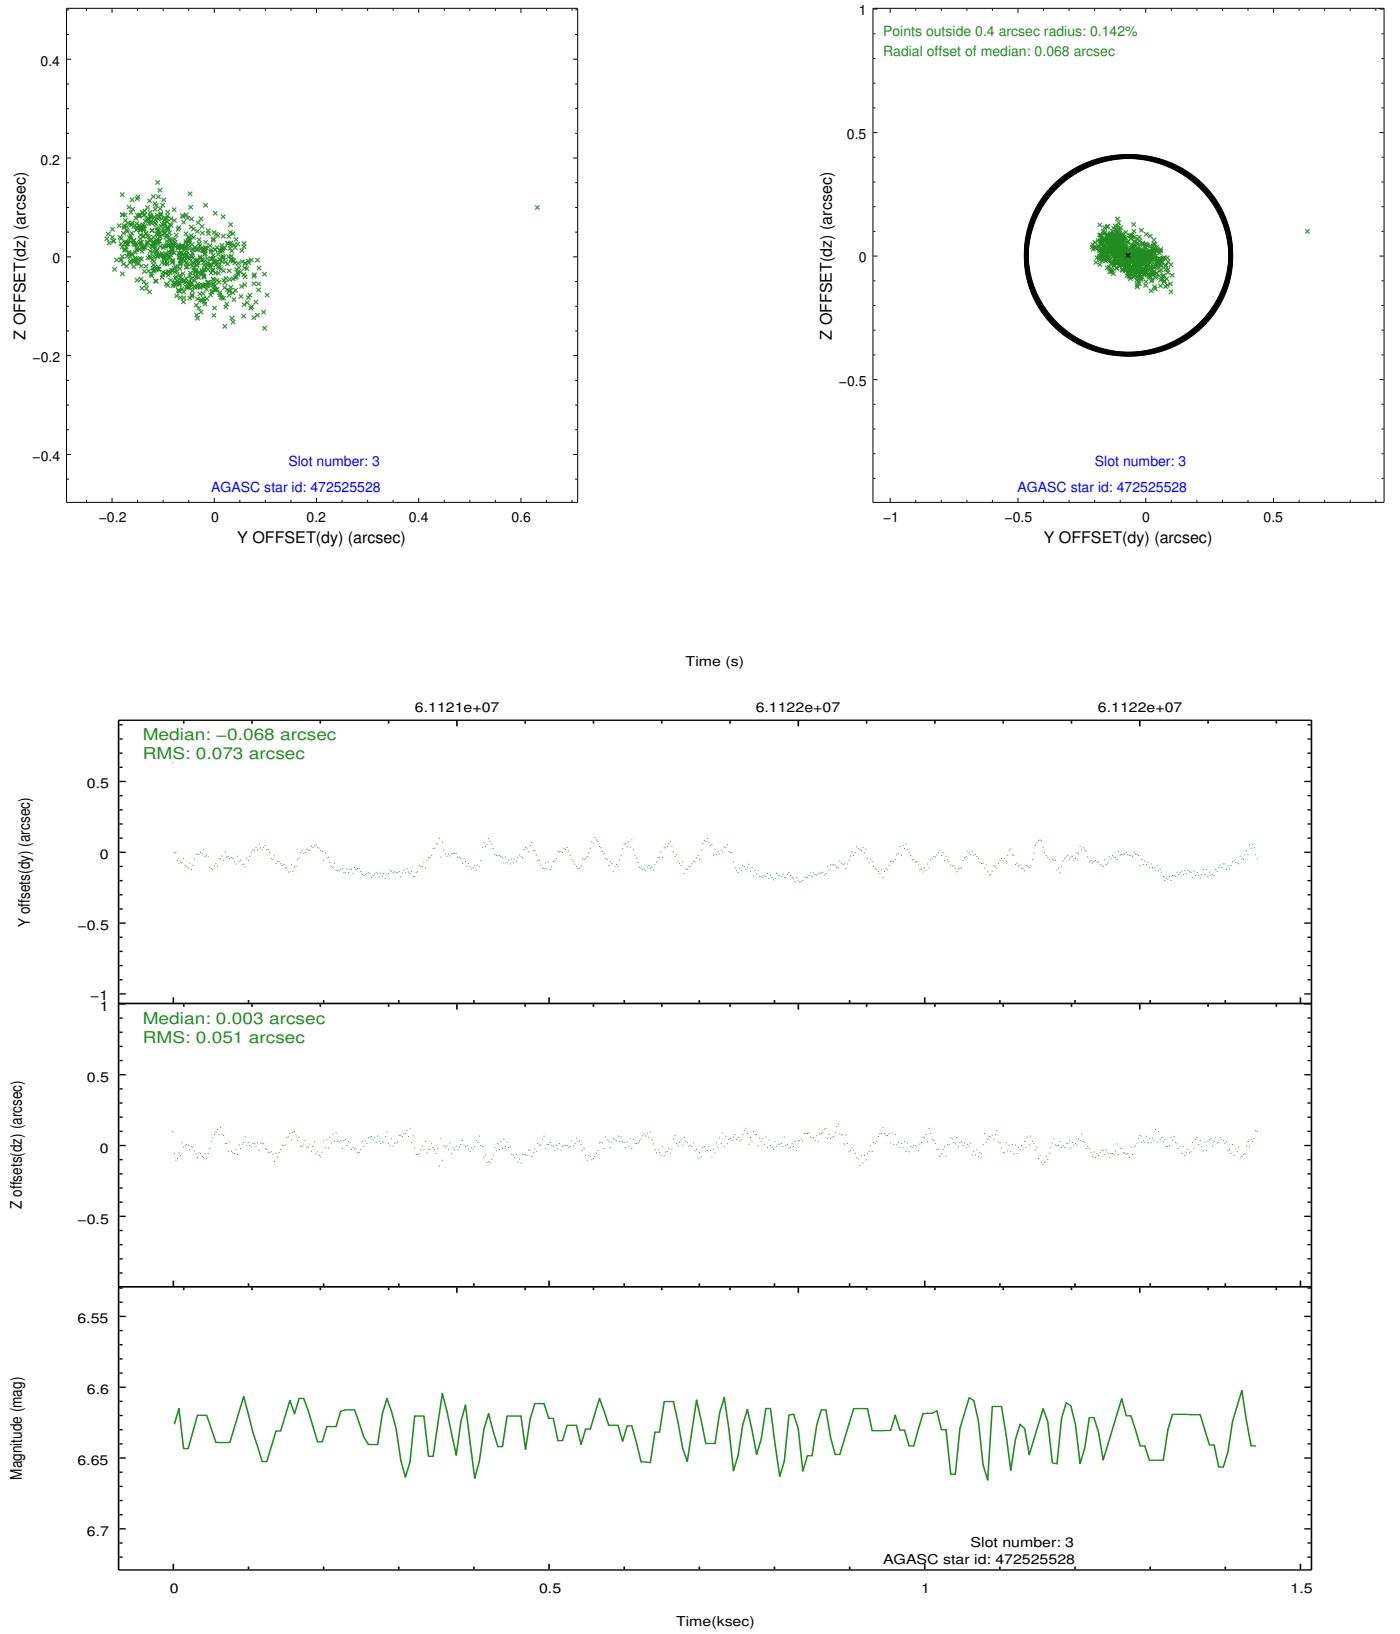 0.4
0.2
0
−0.2
−0.4
Z OFFSET(dz) (arcsec)
Slot number: 3
AGASC star id: 472525528
−0.2 0 0.2 0.4 0.6
Y OFFSET(dy) (arcsec)
1
0.5
0
−0.5
Z OFFSET(dz) (arcsec)
Points outside 0.4 arcsec radius: 0.142%
Radial offset of median: 0.068 arcsec
Slot number: 3
AGASC star id: 472525528
−1 −0.5 0 0.5
Y OFFSET(dy) (arcsec)
Time (s)
6.1121e+07 6.1122e+07 6.1122e+07
Median: −0.068 arcsec
RMS: 0.073 arcsec
0.5
0
−0.5
−1
Y offsets(dy) (arcsec)
1
Median: 0.003 arcsec
RMS: 0.051 arcsec
0.5
0
−0.5
Z offsets(dz) (arcsec)
6.55
6.6
6.65
6.7
Magnitude (mag)
Slot number: 3
AGASC star id: 472525528
0 0.5 1 1.5
Time(ksec)